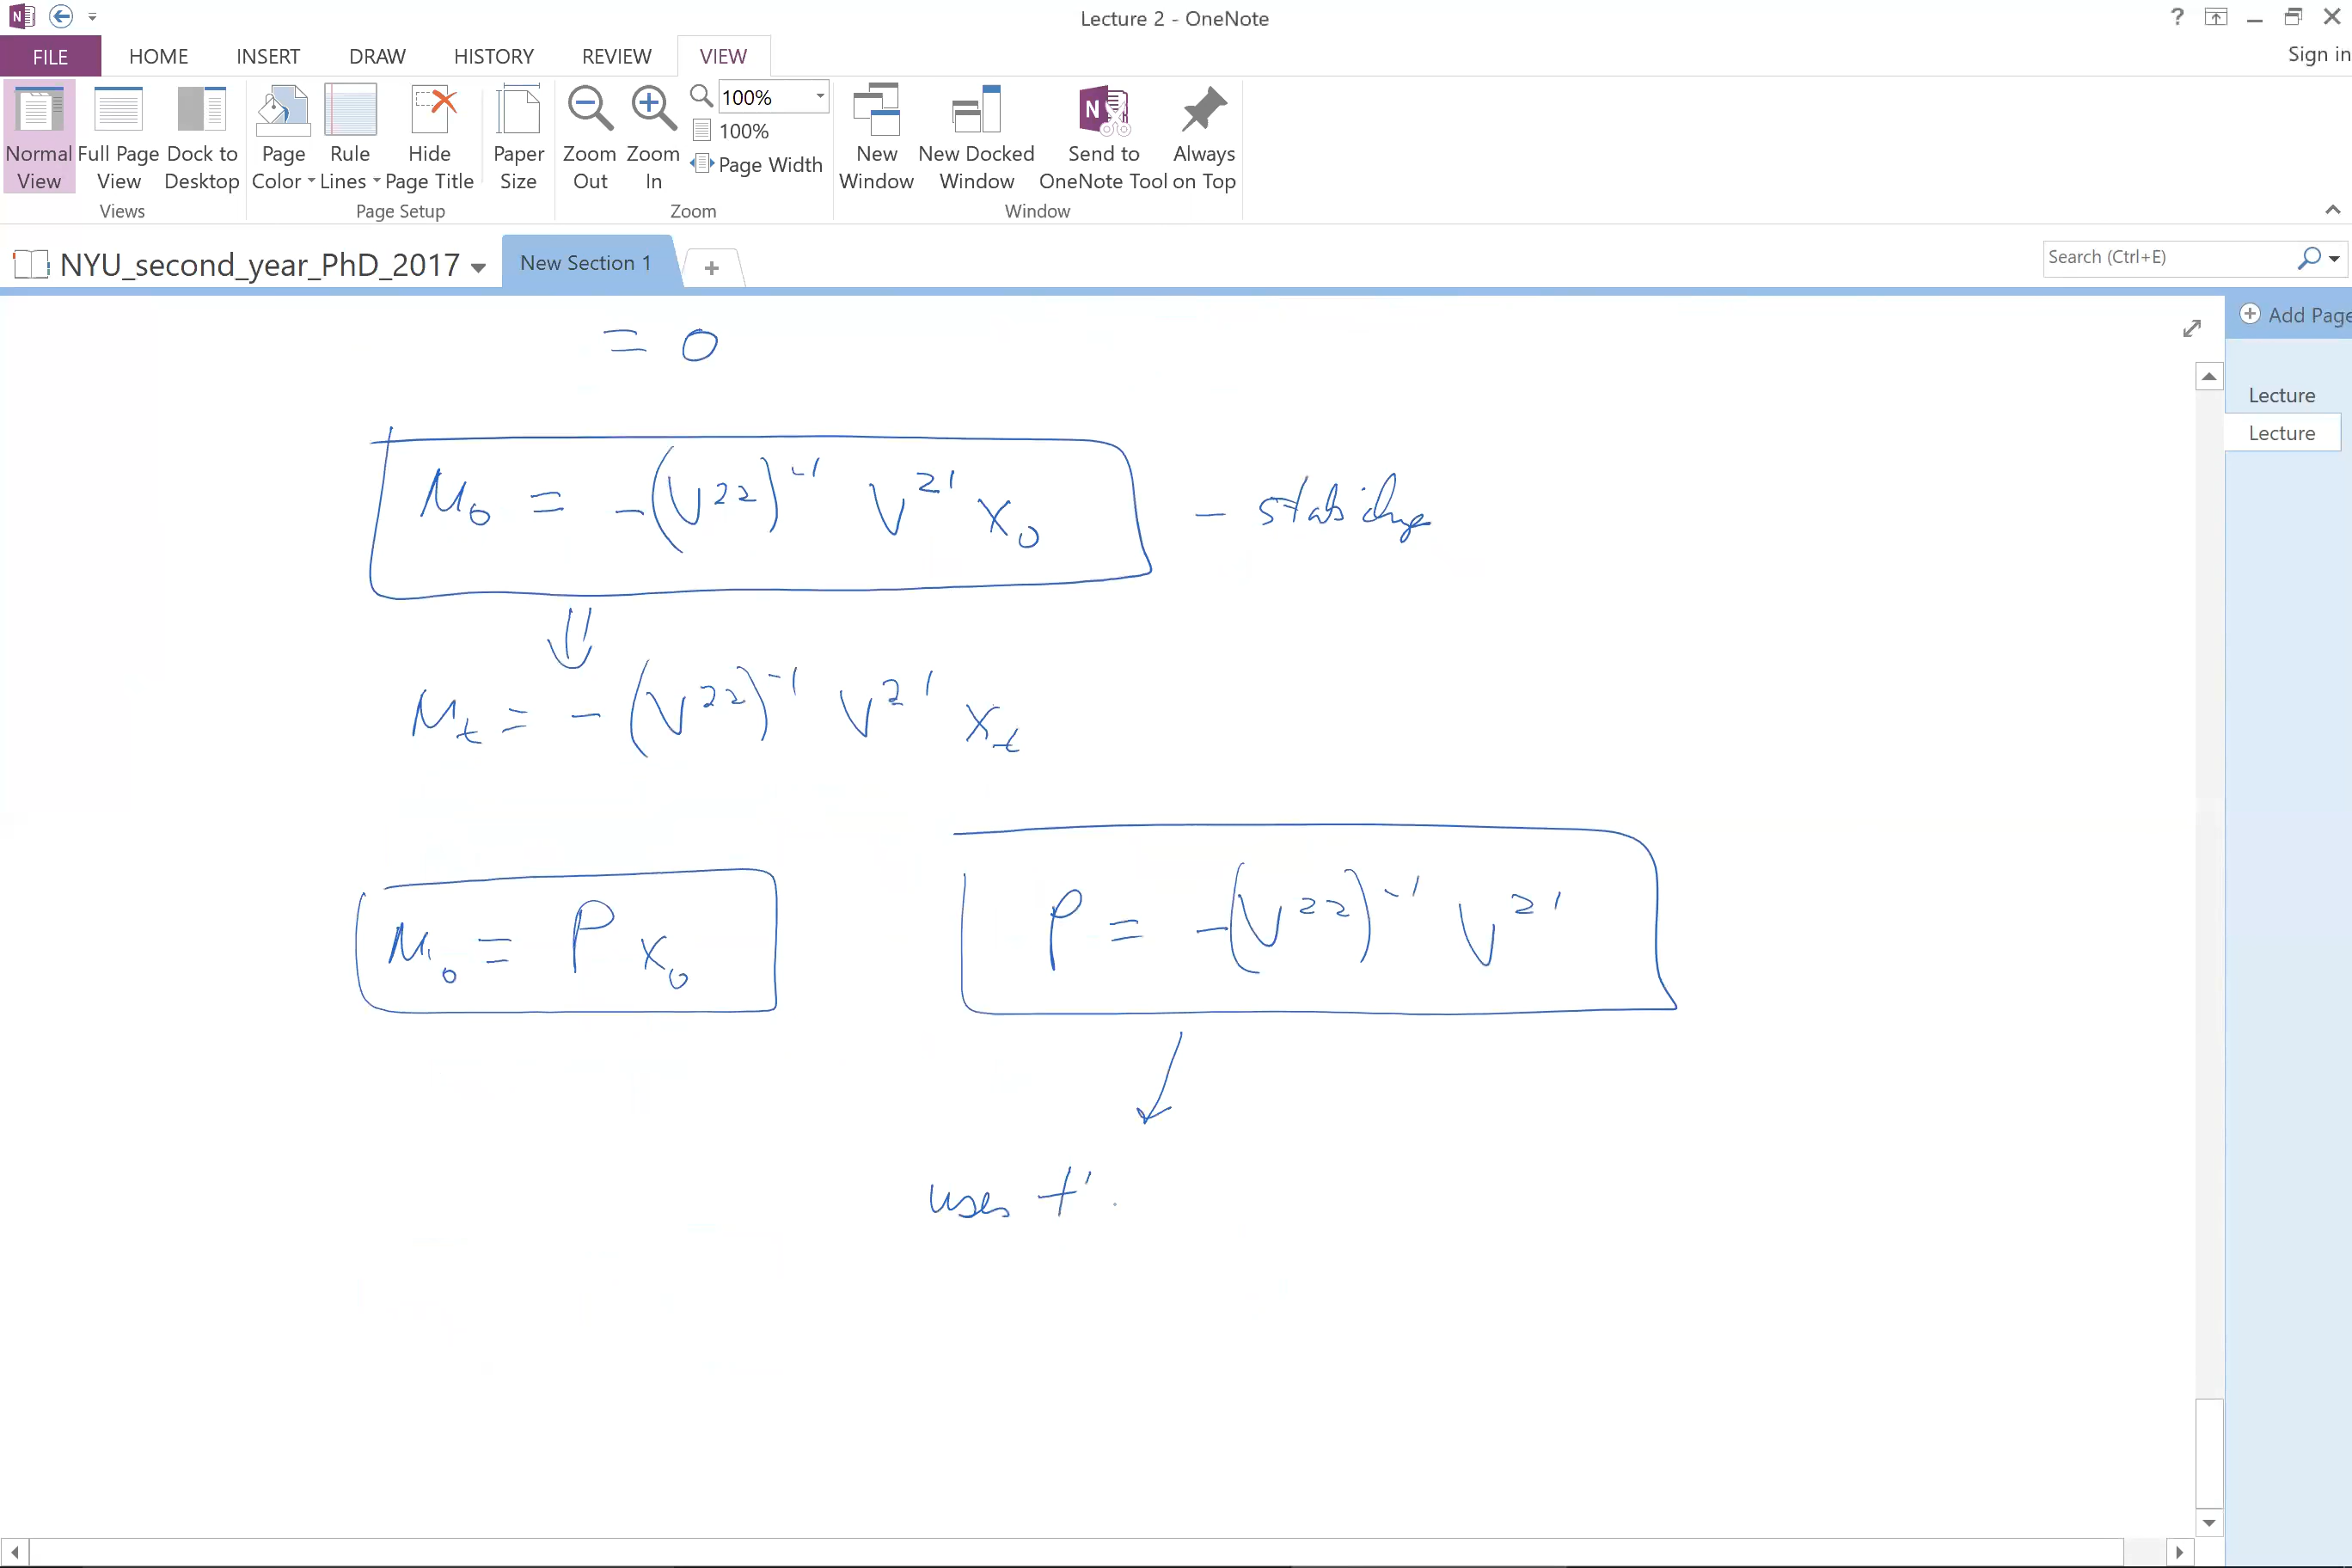 Lecture 2 - OneNote
?
FILE HOME INSERT DRAW HISTORY REVIEW VIEW
Sign in
Normal View
Full Page View
Dock to Desktop
Page Color
Rule Lines
Hide Page Title
Paper Size
Zoom Out
Zoom In
100%
100%
Page Width
New Window
New Docked Window
Send to OneNote Tool
Always on Top
Views Page Setup Zoom Window
NYU_second_year_PhD_2017 New Section 1 +
Search (Ctrl+E)
Add Page
Lecture
Lecture
= 0
μ₀ = -(V²²)⁻¹ V²¹ x₀
μₜ = -(V²²)⁻¹ V²¹ xₜ
μ₀ = P x₀
P = -(V²²)⁻¹ V²¹
uses